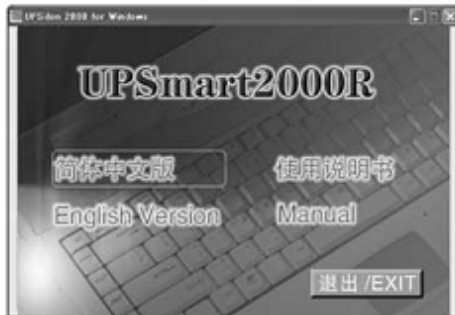 UPSilon 2000 for Windows
UPSmart2000R
简体中文版
使用说明书
English Version
Manual
退出 /EXIT